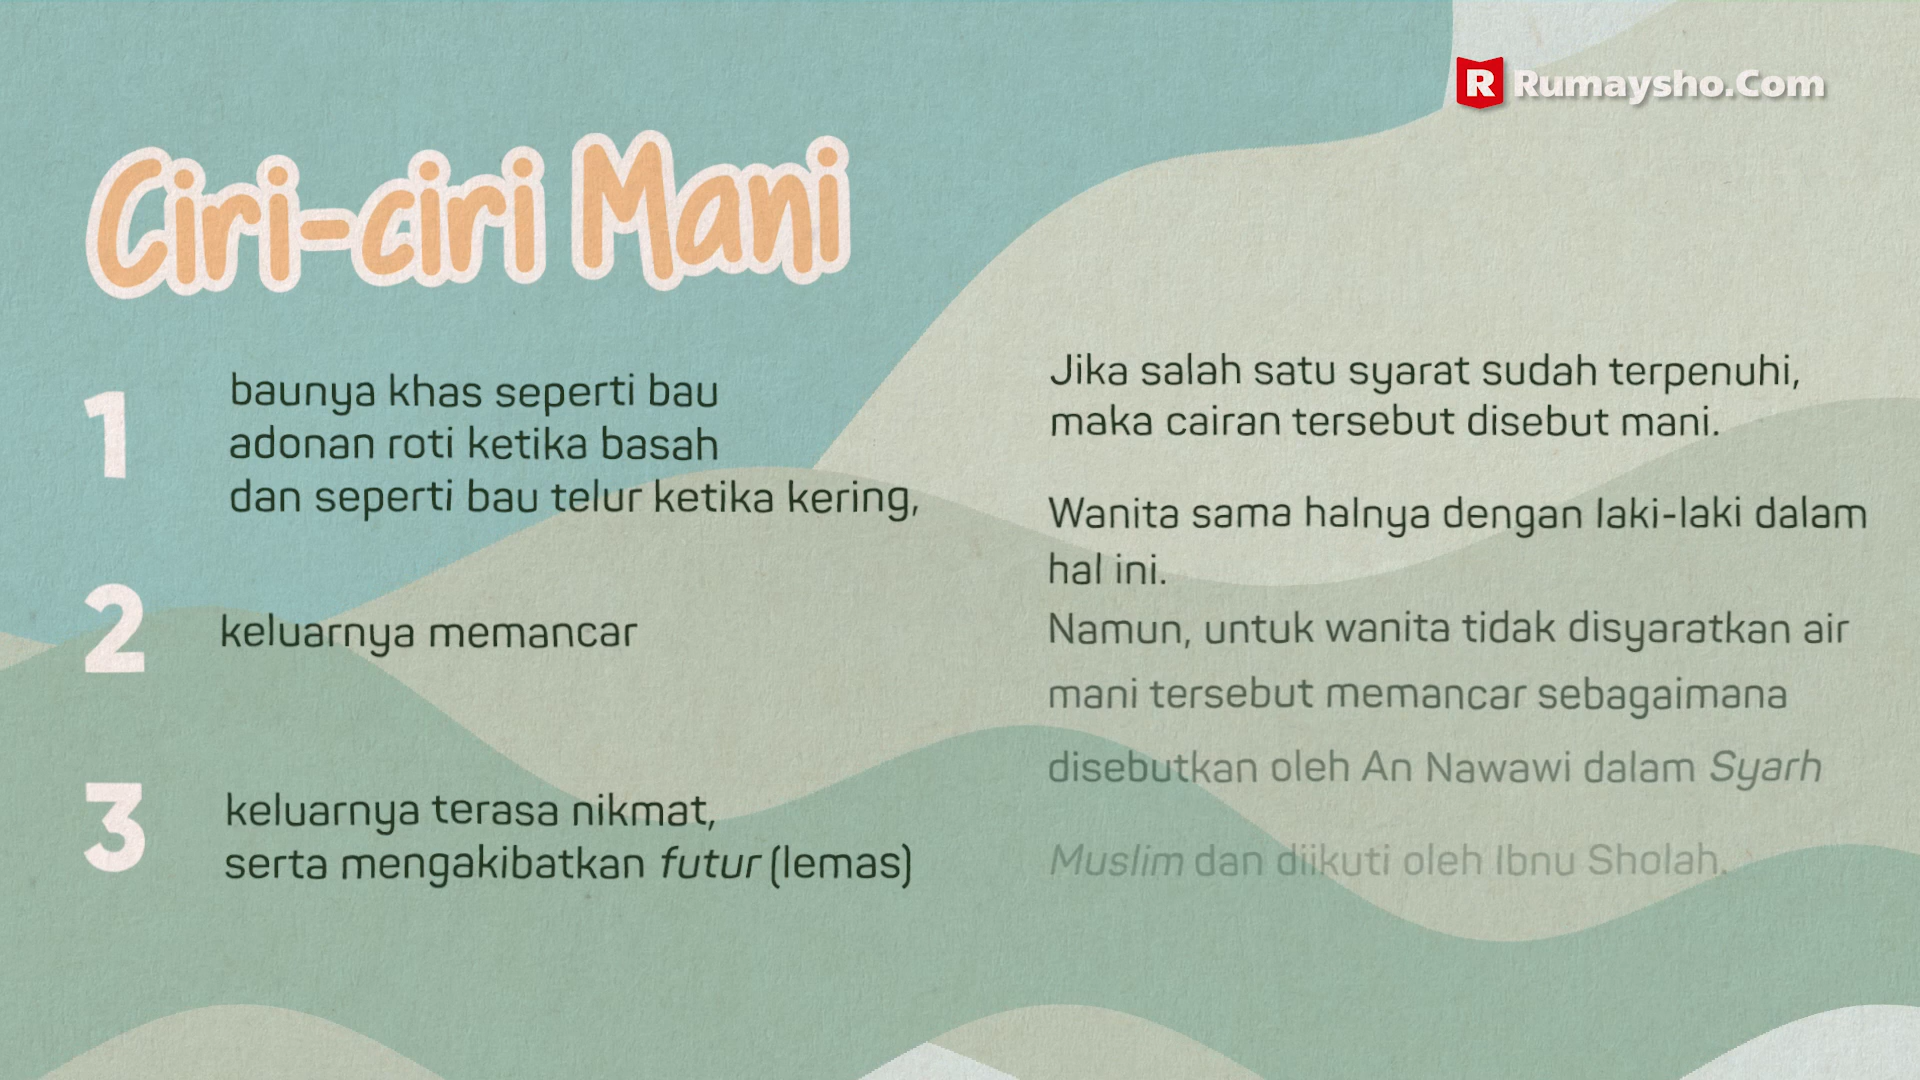 Rumaysho.Com
Ciri-ciri Mani
1
baunya khas seperti bau
adonan roti ketika basah
dan seperti bau telur ketika kering,
2
keluarnya memancar
3
keluarnya terasa nikmat,
serta mengakibatkan futur (lemas)
Jika salah satu syarat sudah terpenuhi,
maka cairan tersebut disebut mani.
Wanita sama halnya dengan laki-laki dalam
hal ini.
Namun, untuk wanita tidak disyaratkan air
mani tersebut memancar sebagaimana
disebutkan oleh An Nawawi dalam Syarh
Muslim dan diikuti oleh Ibnu Sholah.